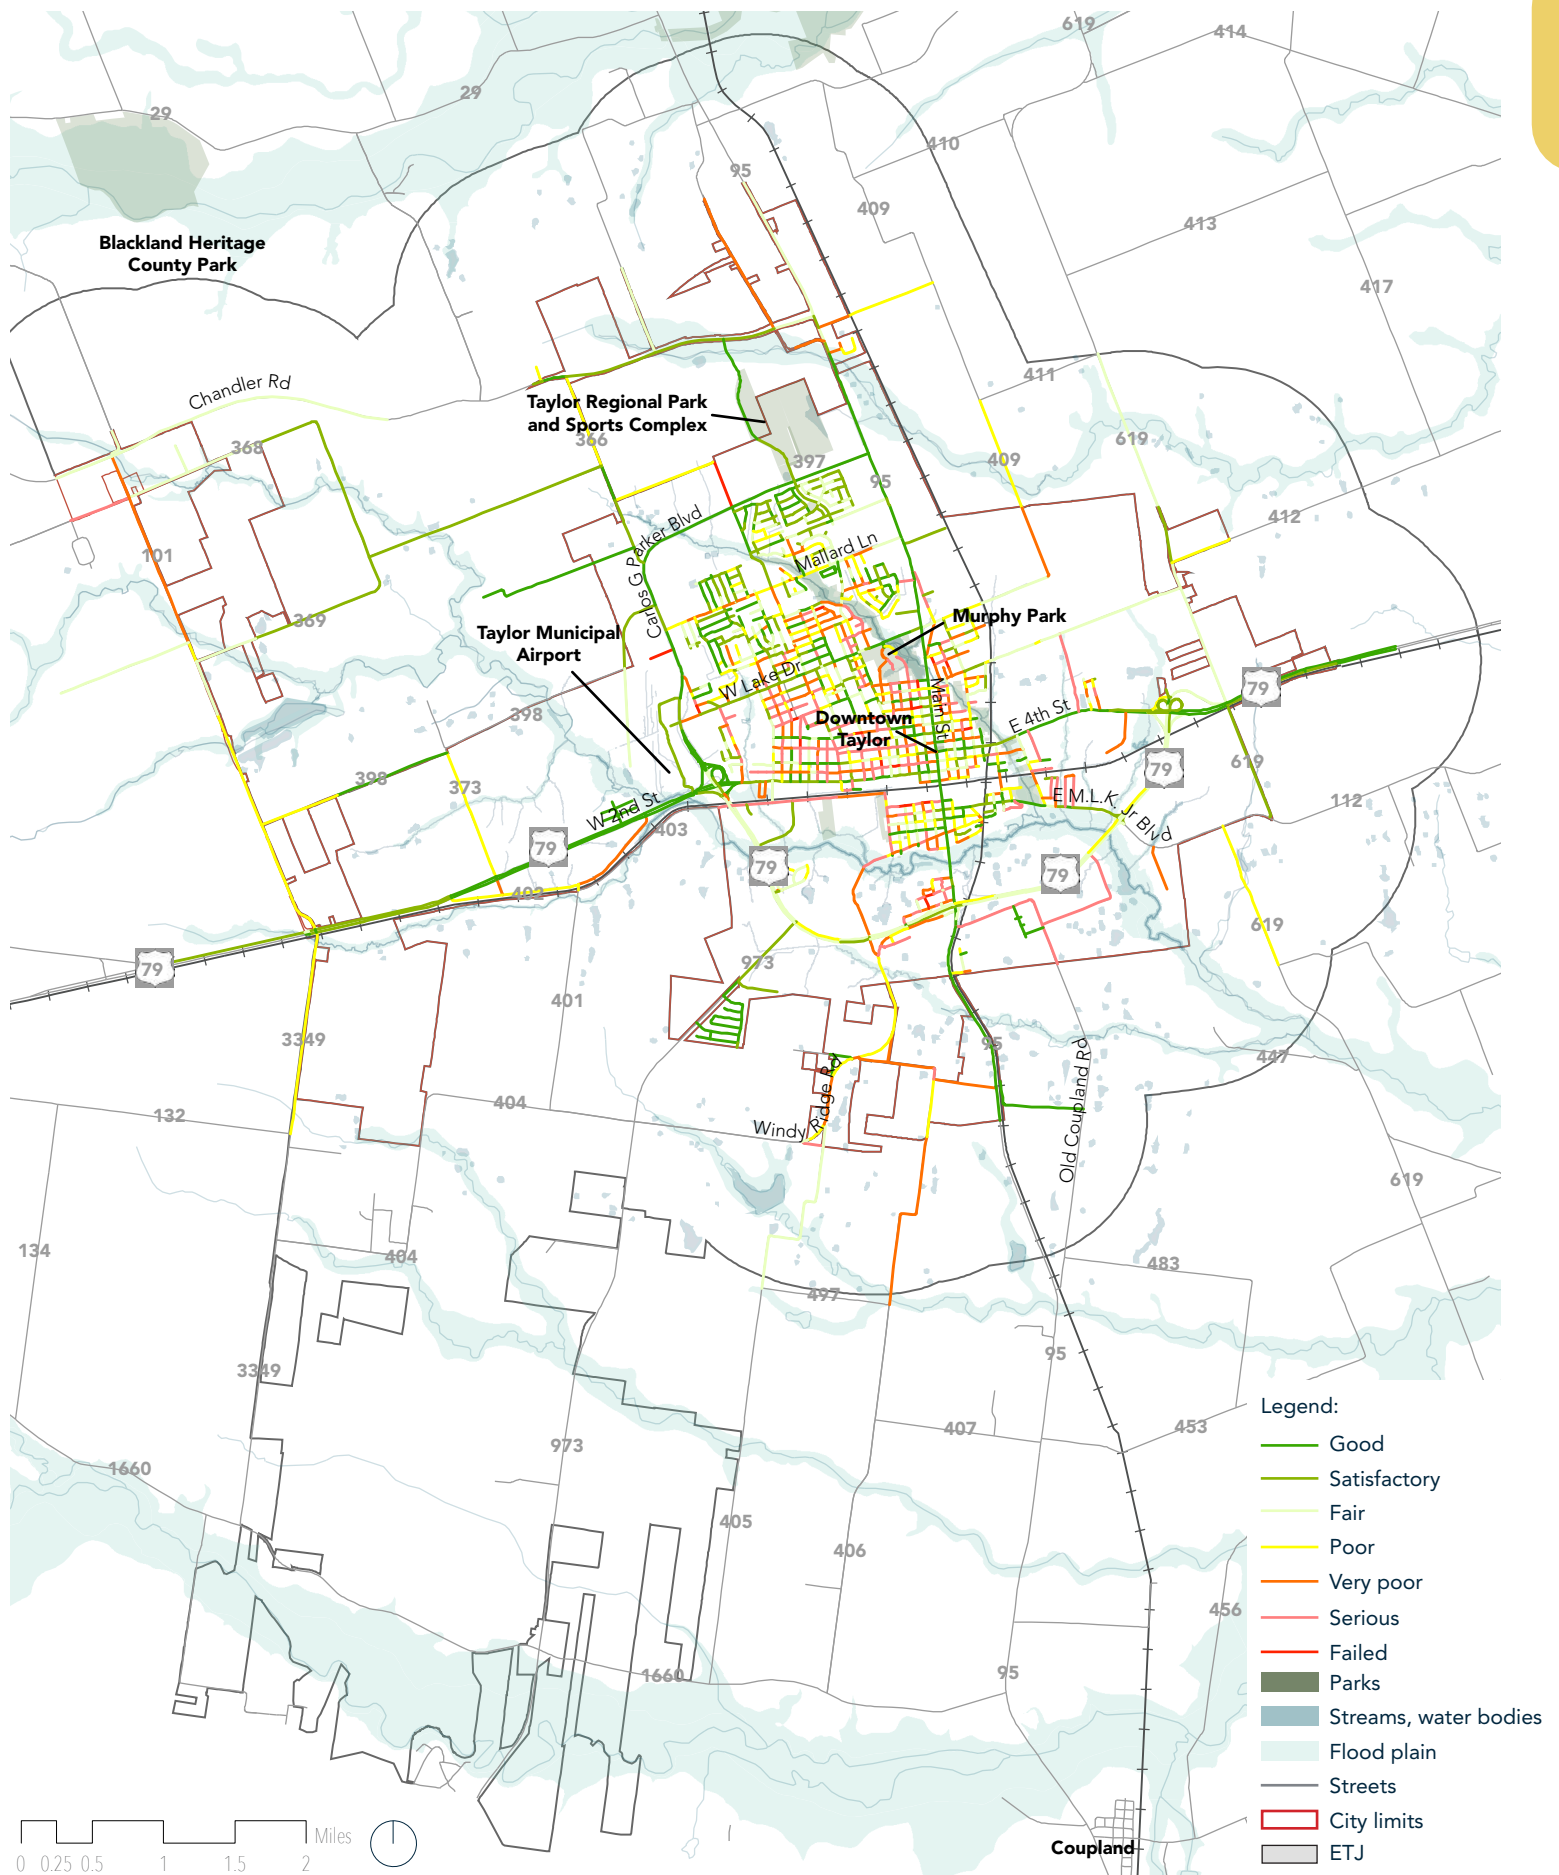 619
414
29
29
410
95
409
413
Blackland Heritage
County Park
417
411
Chandler Rd
Taylor Regional Park
and Sports Complex
366
368
619
397
409
95
412
Carlos G Parker Blvd
Mallard Ln
101
369
Murphy Park
Taylor Municipal
Airport
W Lake Dr
Main St
79
398
Downtown
Taylor
E 4th St
619
79
398
373
112
W 2nd St
E M.L.K. Jr Blvd
403
79
79
79
402
619
79
973
401
3349
95
447
Windy Ridge Rd
Old Coupland Rd
404
132
619
134
404
483
497
95
3349
407
453
973
1660
405
406
456
95
1660
Legend:
Good
Satisfactory
Fair
Poor
Very poor
Serious
Failed
Parks
Streams, water bodies
Flood plain
Streets
City limits
ETJ
Miles
0 0.25 0.5 1 1.5 2
Coupland